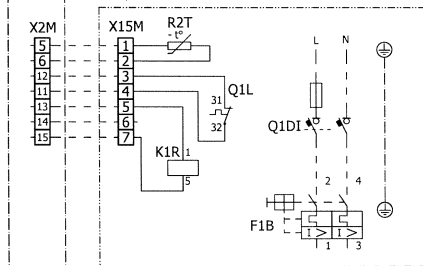 X2M X15M R2T
- t°
L N
5 1
6 2
12 3
11 4
13 5
14 6
15 7
31 Q1L
32
Q1DI
K1R 1
5
2 4
F1B
I > I >
1 3